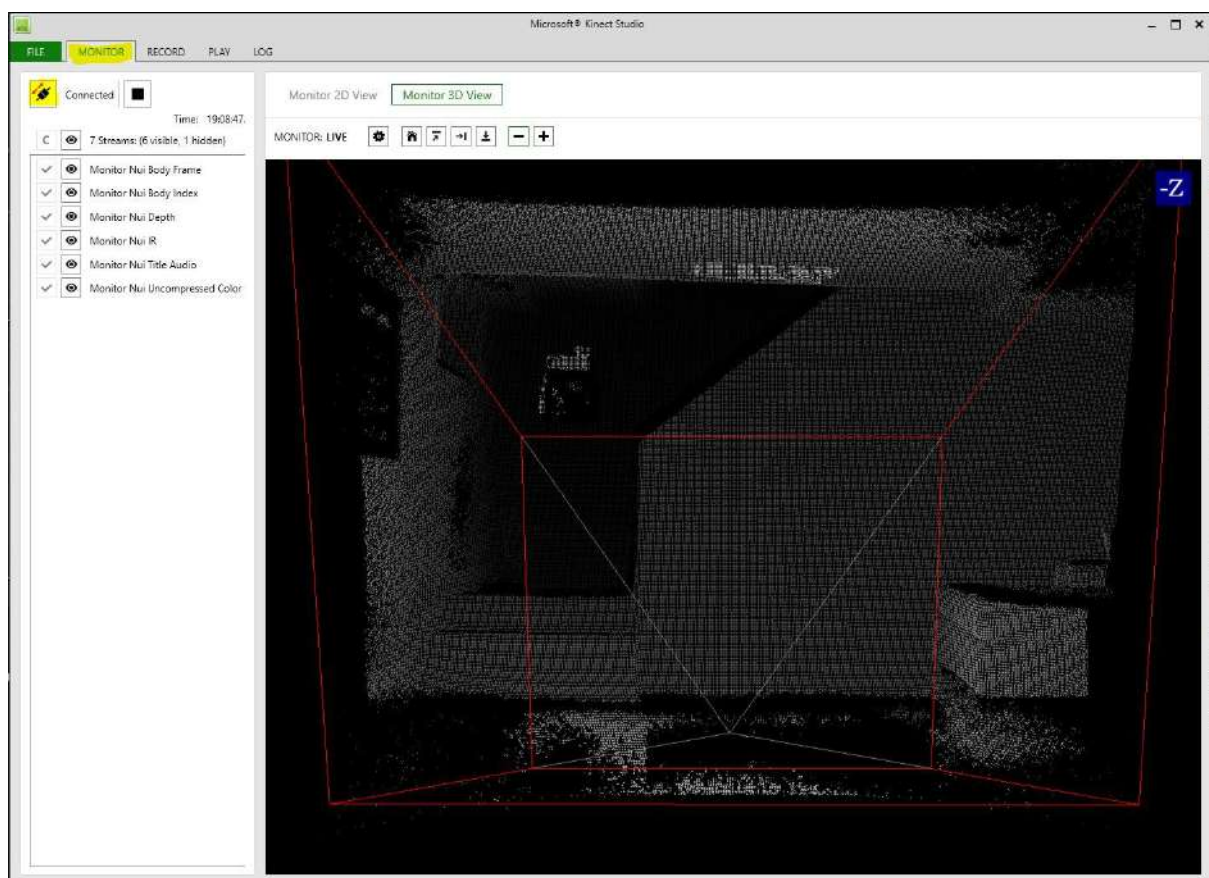 Microsoft® Kinect Studio
FILE MONITOR RECORD PLAY LOG
Connected
Time: 19:08:47.
C 7 Streams: (6 visible, 1 hidden)
Monitor Nui Body Frame
Monitor Nui Body Index
Monitor Nui Depth
Monitor Nui IR
Monitor Nui Title Audio
Monitor Nui Uncompressed Color
Monitor 2D View Monitor 3D View
MONITOR: LIVE
-Z